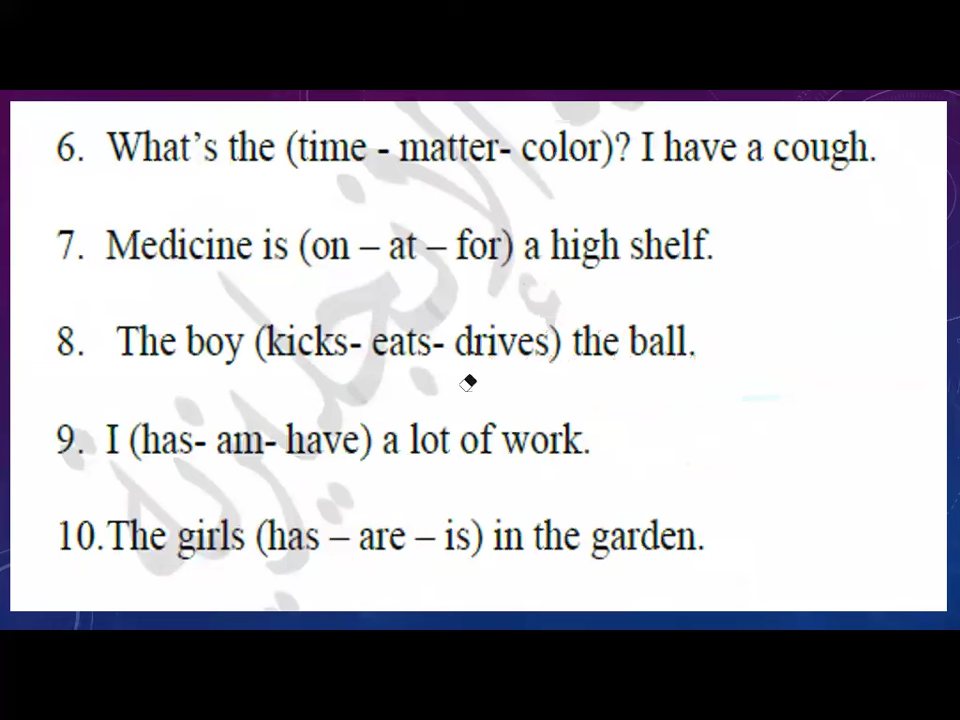 6. What's the (time - matter- color)? I have a cough.
7. Medicine is (on – at – for) a high shelf.
8. The boy (kicks- eats- drives) the ball.
9. I (has- am- have) a lot of work.
10.The girls (has – are – is) in the garden.